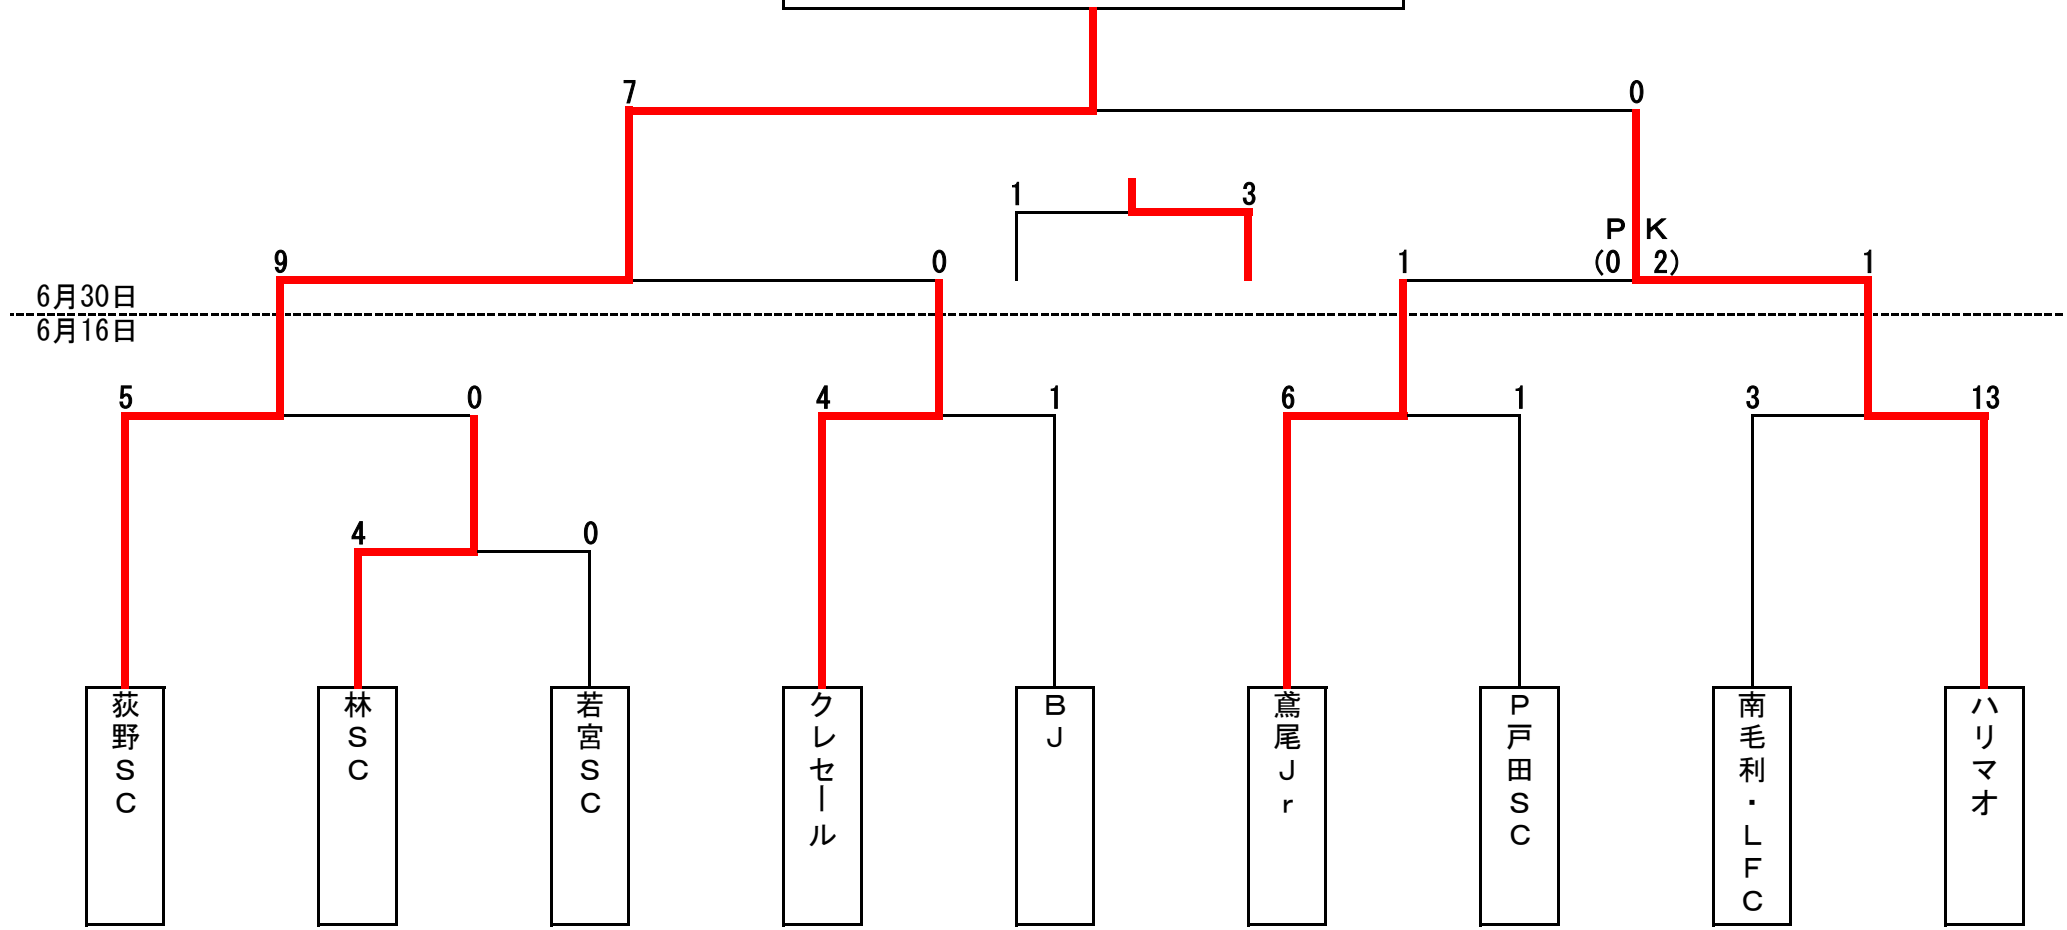 7 0
1 3
P K
9 0 1 (0 2) 1
6月30日
6月16日
5 0 4 1 6 1 3 13
4 0
荻野SC
林SC
若宮SC
クレセール
BJ
鳶尾Jr
P戸田SC
南毛利・LFC
ハリマオ